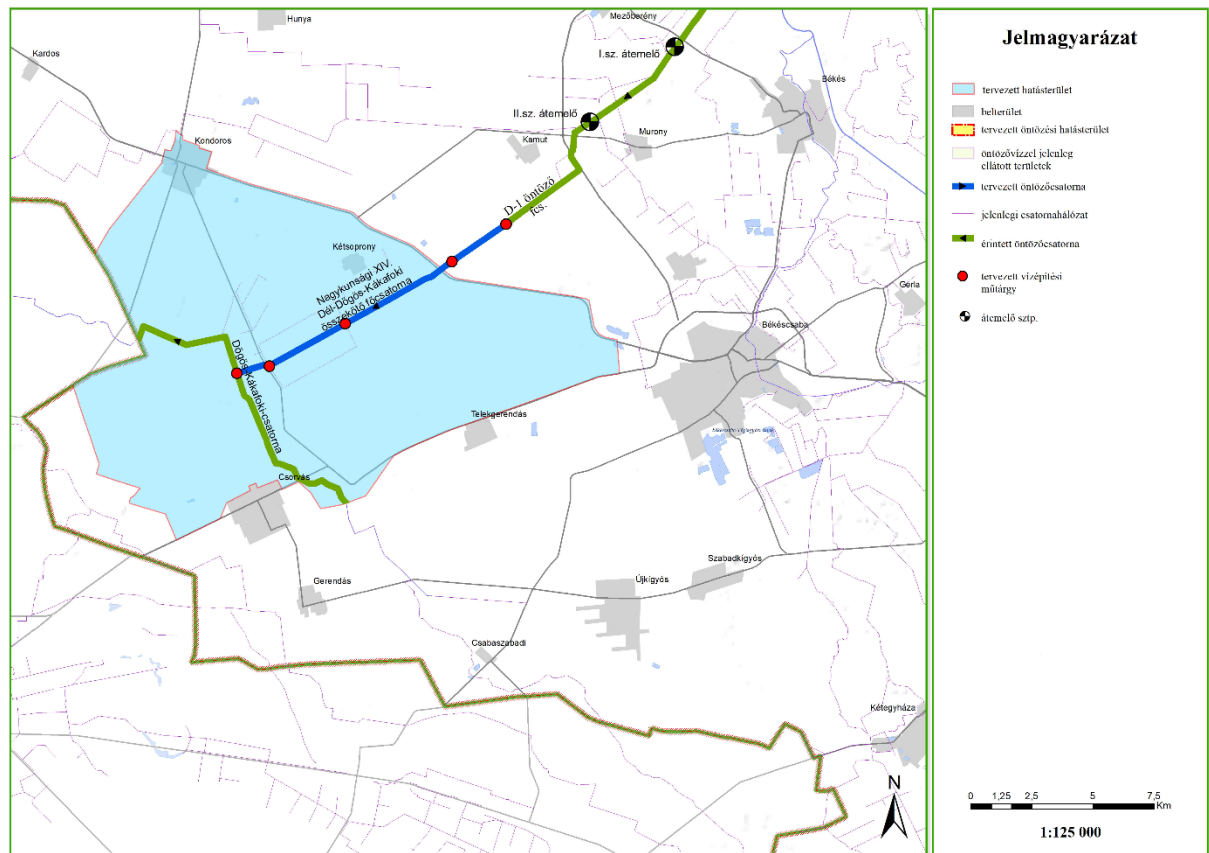 Hunya
Mezőberény
Kardos
I.sz. átemelő
Békés
II.sz. átemelő
Kondoros
Kamut
Murony
D-1 öntöző
fcs.
Kétsoprony
Nagykunsági XIV.
Dél-Dögös-Kákafoki
összekötő főcsatorna
Gerla
Békéscsaba
Dögös-Kákafoki-csatorna
Telekgerendás
Csorvás
Szabadkígyós
Gerendás
Újkígyós
Csabaszabadi
Kétegyháza
N
Jelmagyarázat
tervezett hatásterület
belterület
tervezett öntözési hatásterület
öntözővízzel jelenleg
ellátott területek
tervezett öntözőcsatorna
jelenlegi csatornahálózat
érintett öntözőcsatorna
tervezett vízépítési
műtárgy
átemelő sztp.
0 1,25 2,5 5 7,5
Km
1:125 000